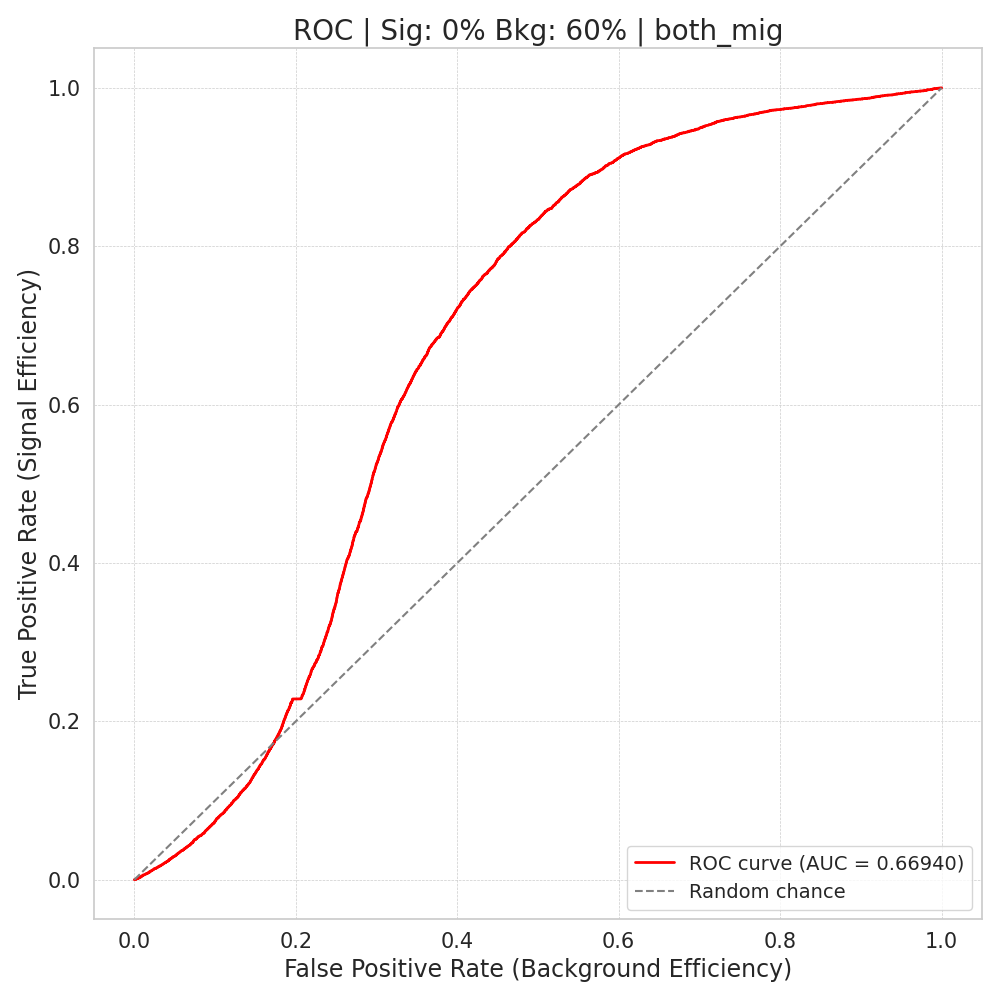 ROC | Sig: 0% Bkg: 60% | both_mig
True Positive Rate (Signal Efficiency)
1.0
0.8
0.6
0.4
0.2
0.0
ROC curve (AUC = 0.66940)
Random chance
0.0 0.2 0.4 0.6 0.8 1.0
False Positive Rate (Background Efficiency)